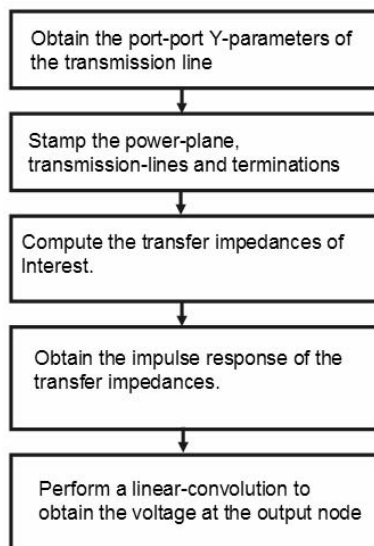 Obtain the port-port Y-parameters of
the transmission line
Stamp the power-plane,
transmission-lines and terminations
Compute the transfer impedances of
Interest.
Obtain the impulse response of the
transfer impedances.
Perform a linear-convolution to
obtain the voltage at the output node